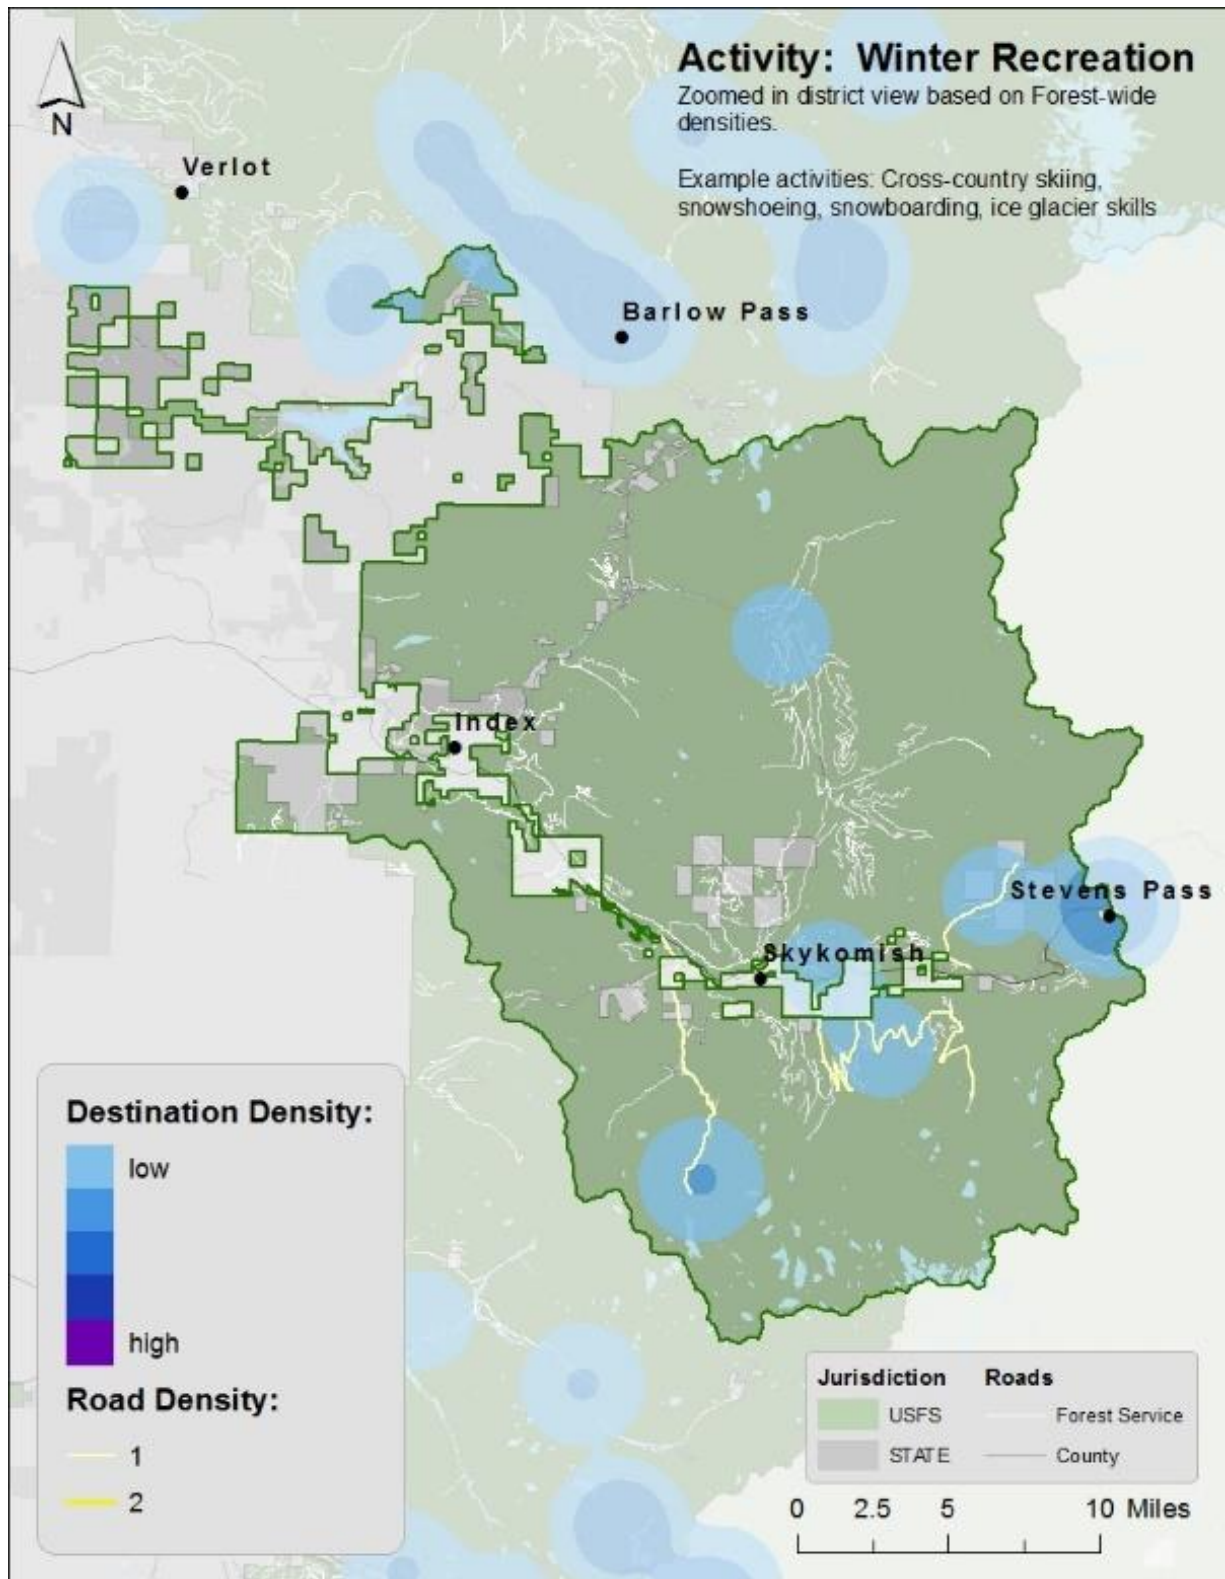 Activity: Winter Recreation
Zoomed in district view based on Forest-wide
densities.
Example activities: Cross-country skiing,
snowshoeing, snowboarding, ice glacier skills
N
Verlot
Barlow Pass
Index
Stevens Pass
Skykomish
Destination Density:
low
high
Road Density:
1
2
Jurisdiction
USFS
STATE
Roads
Forest Service
County
0 2.5 5 10 Miles